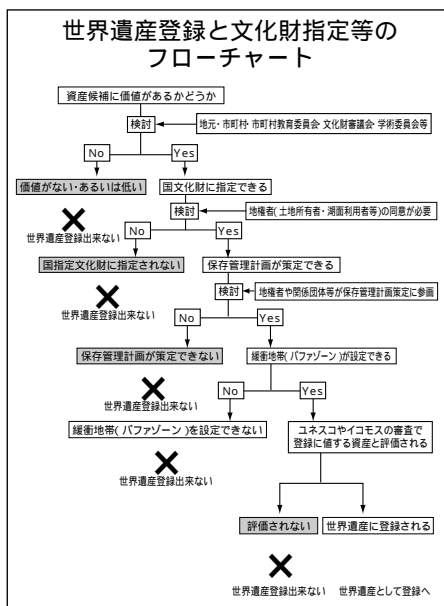 世界遺産登録と文化財指定等の
フローチャート
資産候補に価値があるかどうか
検討
地元・市町村・市町村教育委員会・文化財審議会・学術委員会等
No
Yes
価値がない・あるいは低い
国文化財に指定できる
世界遺産登録出来ない
検討
地権者(土地所有者・湖面利用者等)の同意が必要
No
Yes
国指定文化財に指定されない
保存管理計画が策定できる
世界遺産登録出来ない
検討
地権者や関係団体等が保存管理計画策定に参画
No
Yes
保存管理計画が策定できない
緩衝地帯(バファゾーン)が設定できる
世界遺産登録出来ない
No
Yes
緩衝地帯(バファゾーン)を設定できない
ユネスコやイコモスの審査で
登録に値する資産と評価される
世界遺産登録出来ない
評価されない
世界遺産に登録される
世界遺産登録出来ない
世界遺産として登録へ